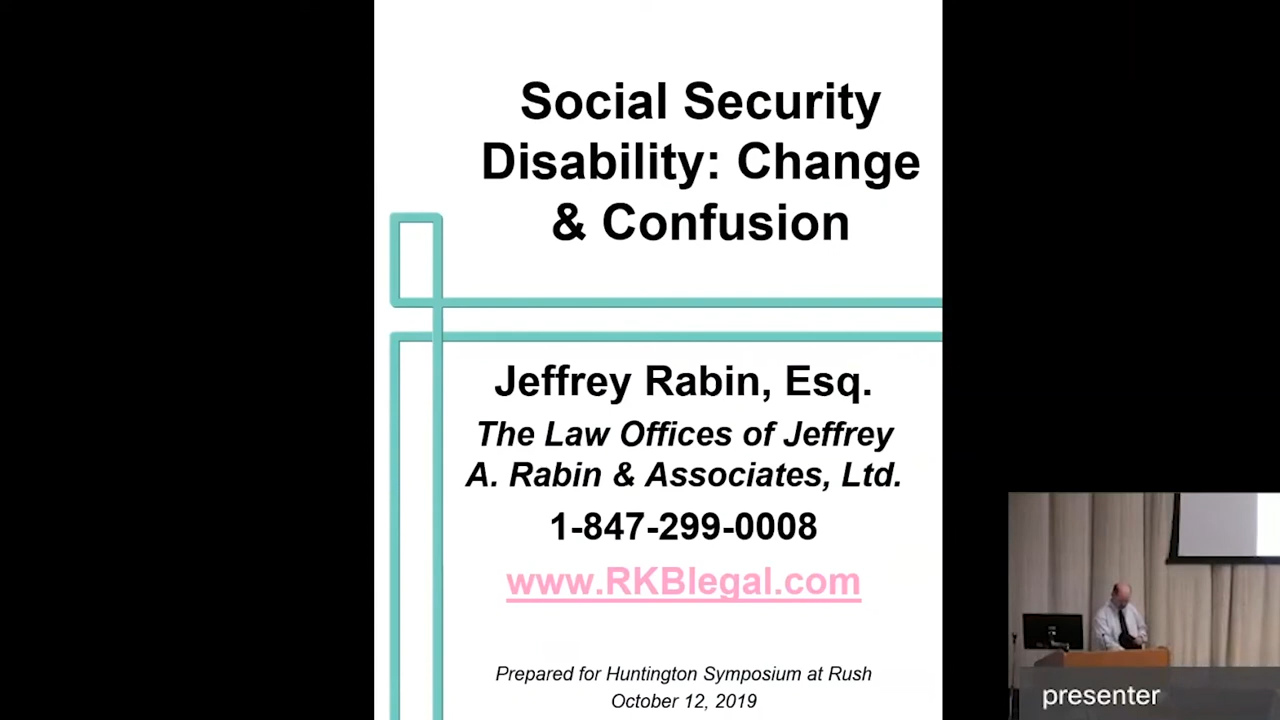 Social Security
Disability: Change
& Confusion
Jeffrey Rabin, Esq.
The Law Offices of Jeffrey
A. Rabin & Associates, Ltd.
1-847-299-0008
www.RKBlegal.com
Prepared for Huntington Symposium at Rush
October 12, 2019
presenter